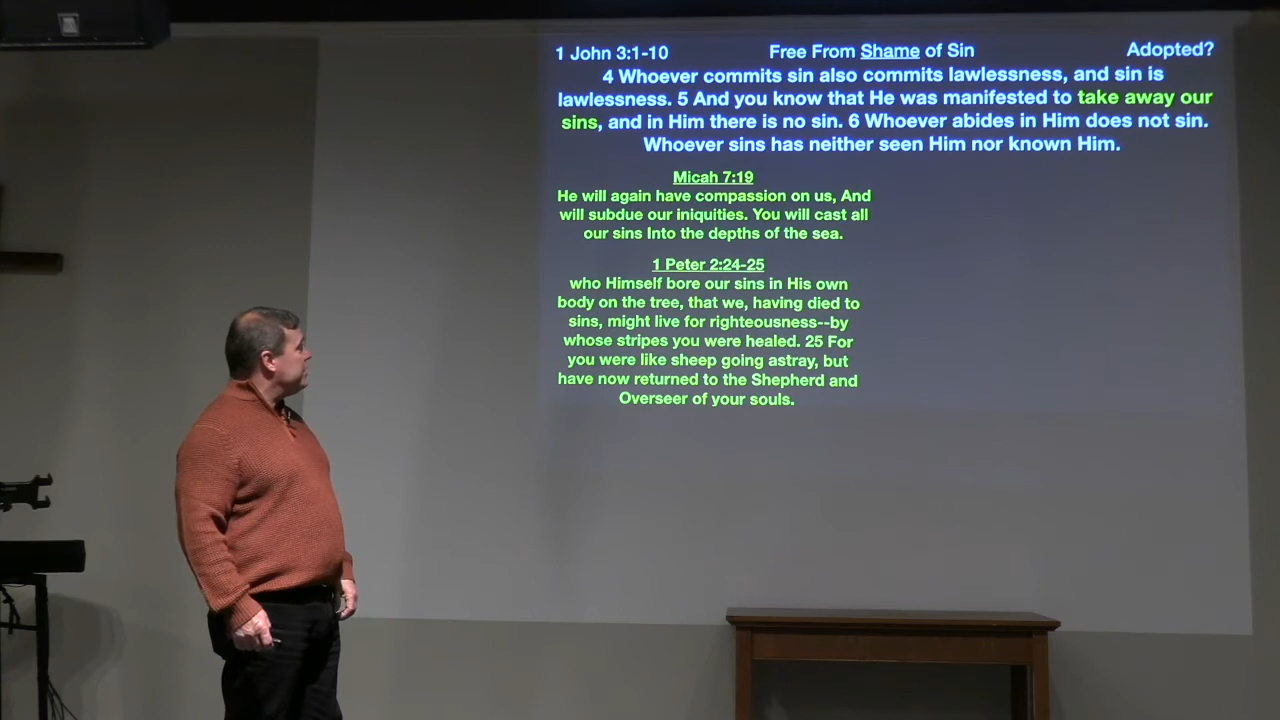 1 John 3:1-10 Free From Shame of Sin Adopted?
4 Whoever commits sin also commits lawlessness, and sin is
lawlessness. 5 And you know that He was manifested to take away our
sins, and in Him there is no sin. 6 Whoever abides in Him does not sin.
Whoever sins has neither seen Him nor known Him.
Micah 7:19
He will again have compassion on us, And
will subdue our iniquities. You will cast all
our sins Into the depths of the sea.
1 Peter 2:24-25
who Himself bore our sins in His own
body on the tree, that we, having died to
sins, might live for righteousness--by
whose stripes you were healed. 25 For
you were like sheep going astray, but
have now returned to the Shepherd and
Overseer of your souls.